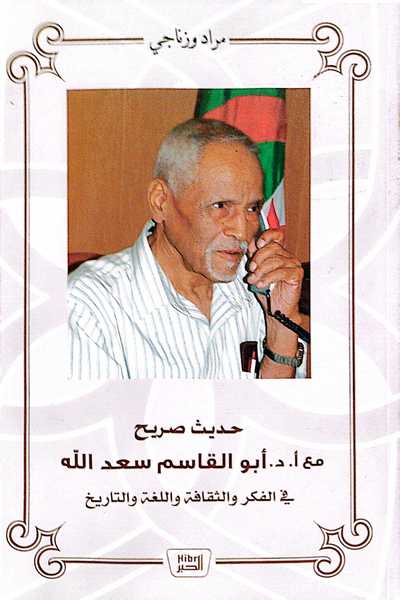 مراد وزناجي
حديث صريح
مع أ. د. أبو القاسم سعد الله
في الفكر والثقافة واللغة والتاريخ
Hibr
الحبر